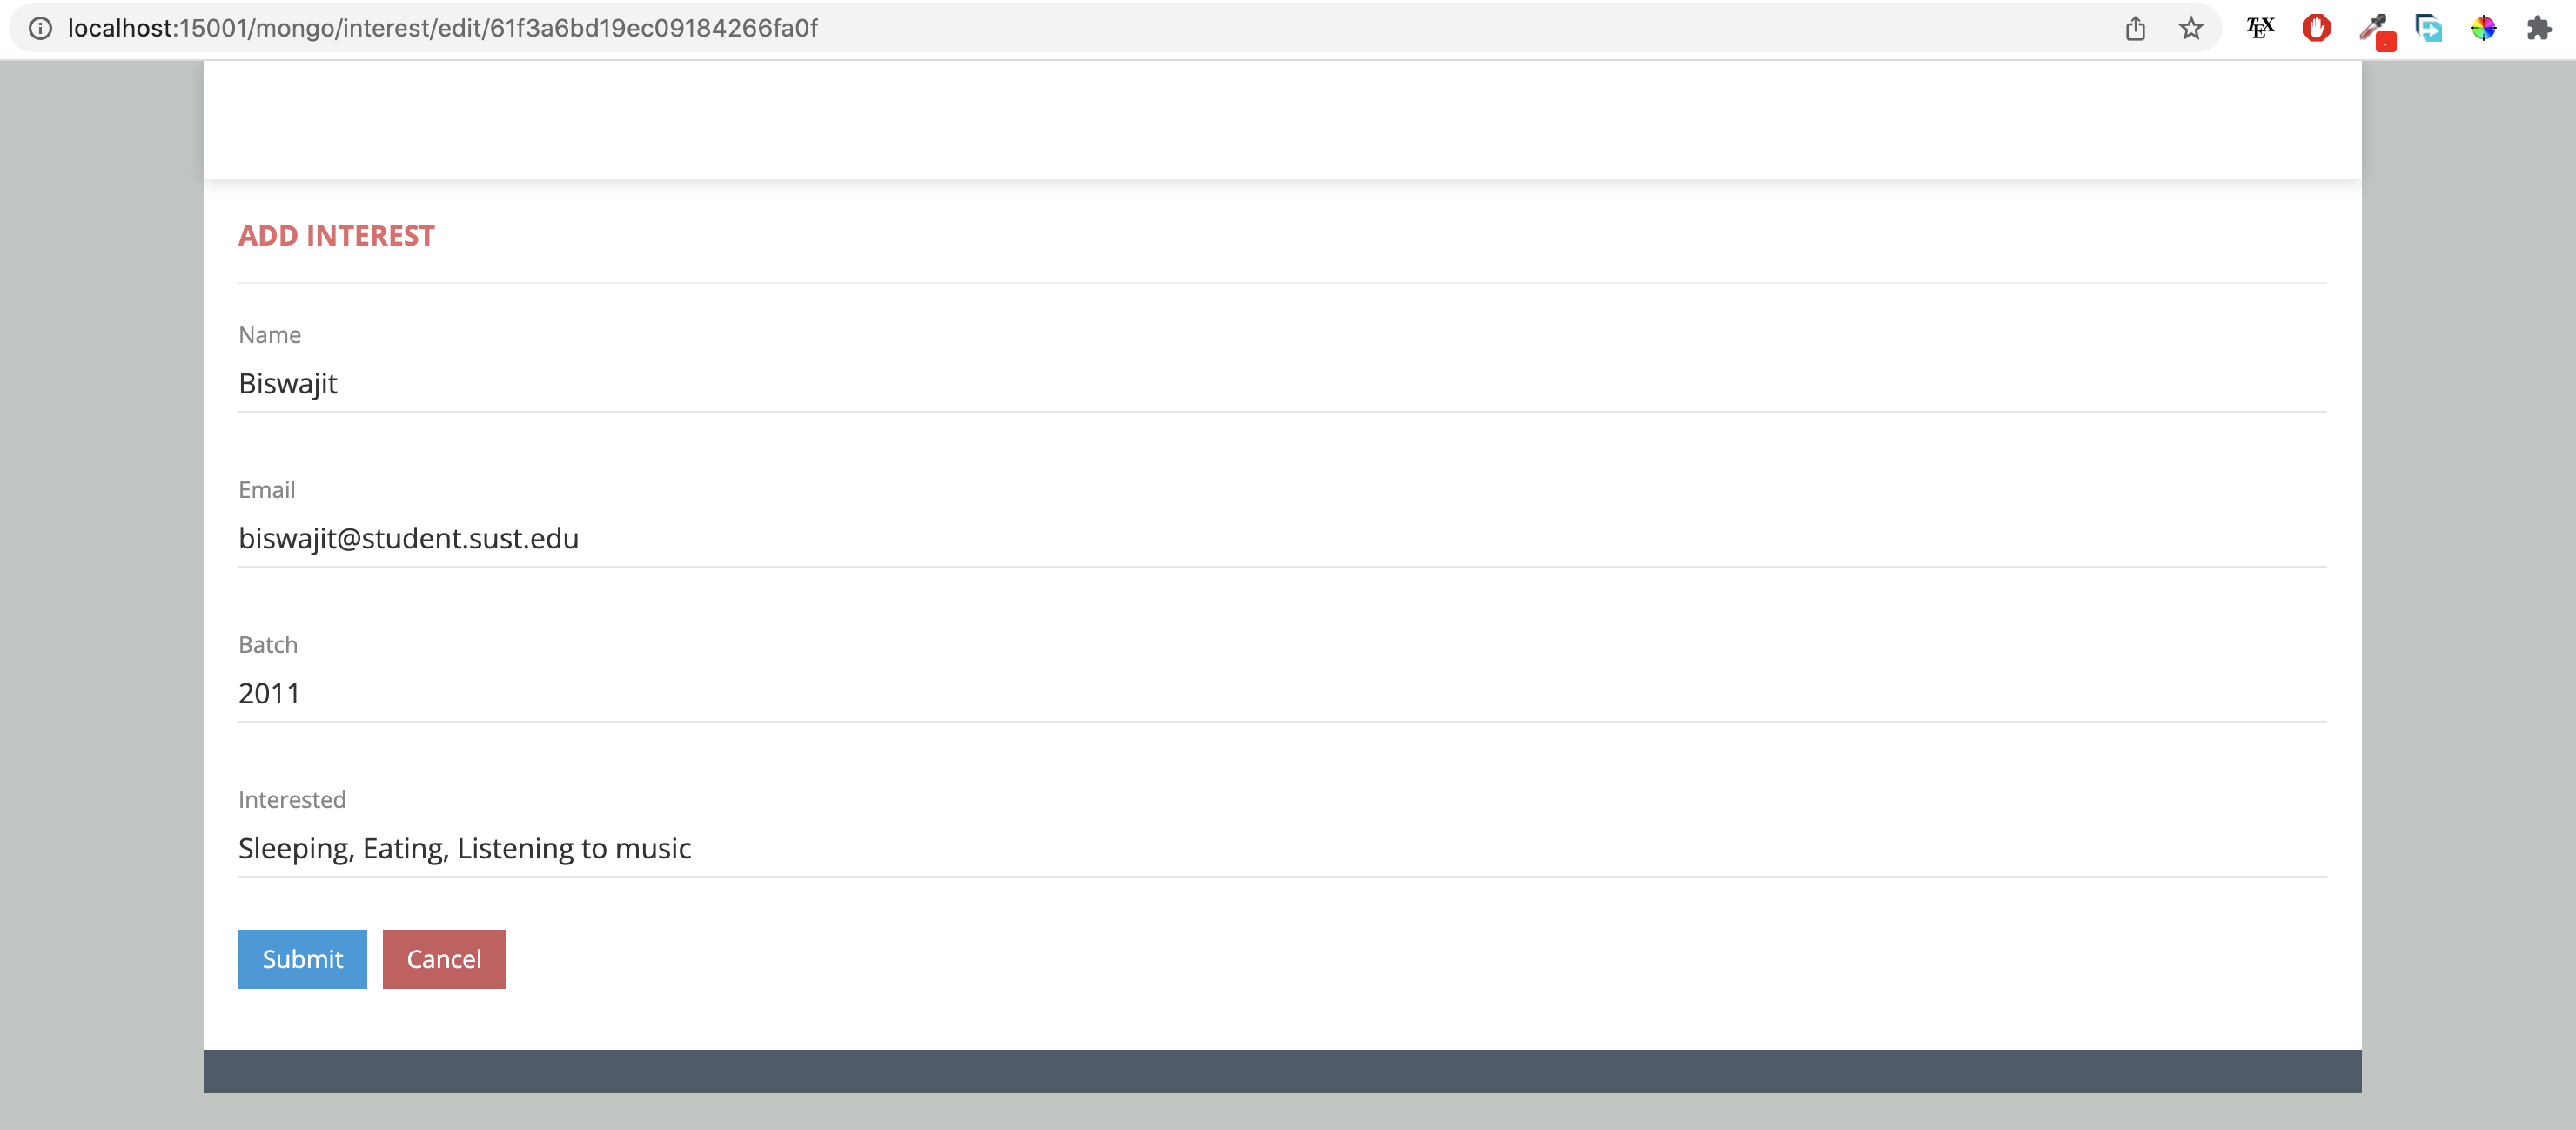 localhost:15001/mongo/interest/edit/61f3a6bd19ec09184266fa0f
TEX
ADD INTEREST
Name
Biswajit
Email
biswajit@student.sust.edu
Batch
2011
Interested
Sleeping, Eating, Listening to music
Submit Cancel